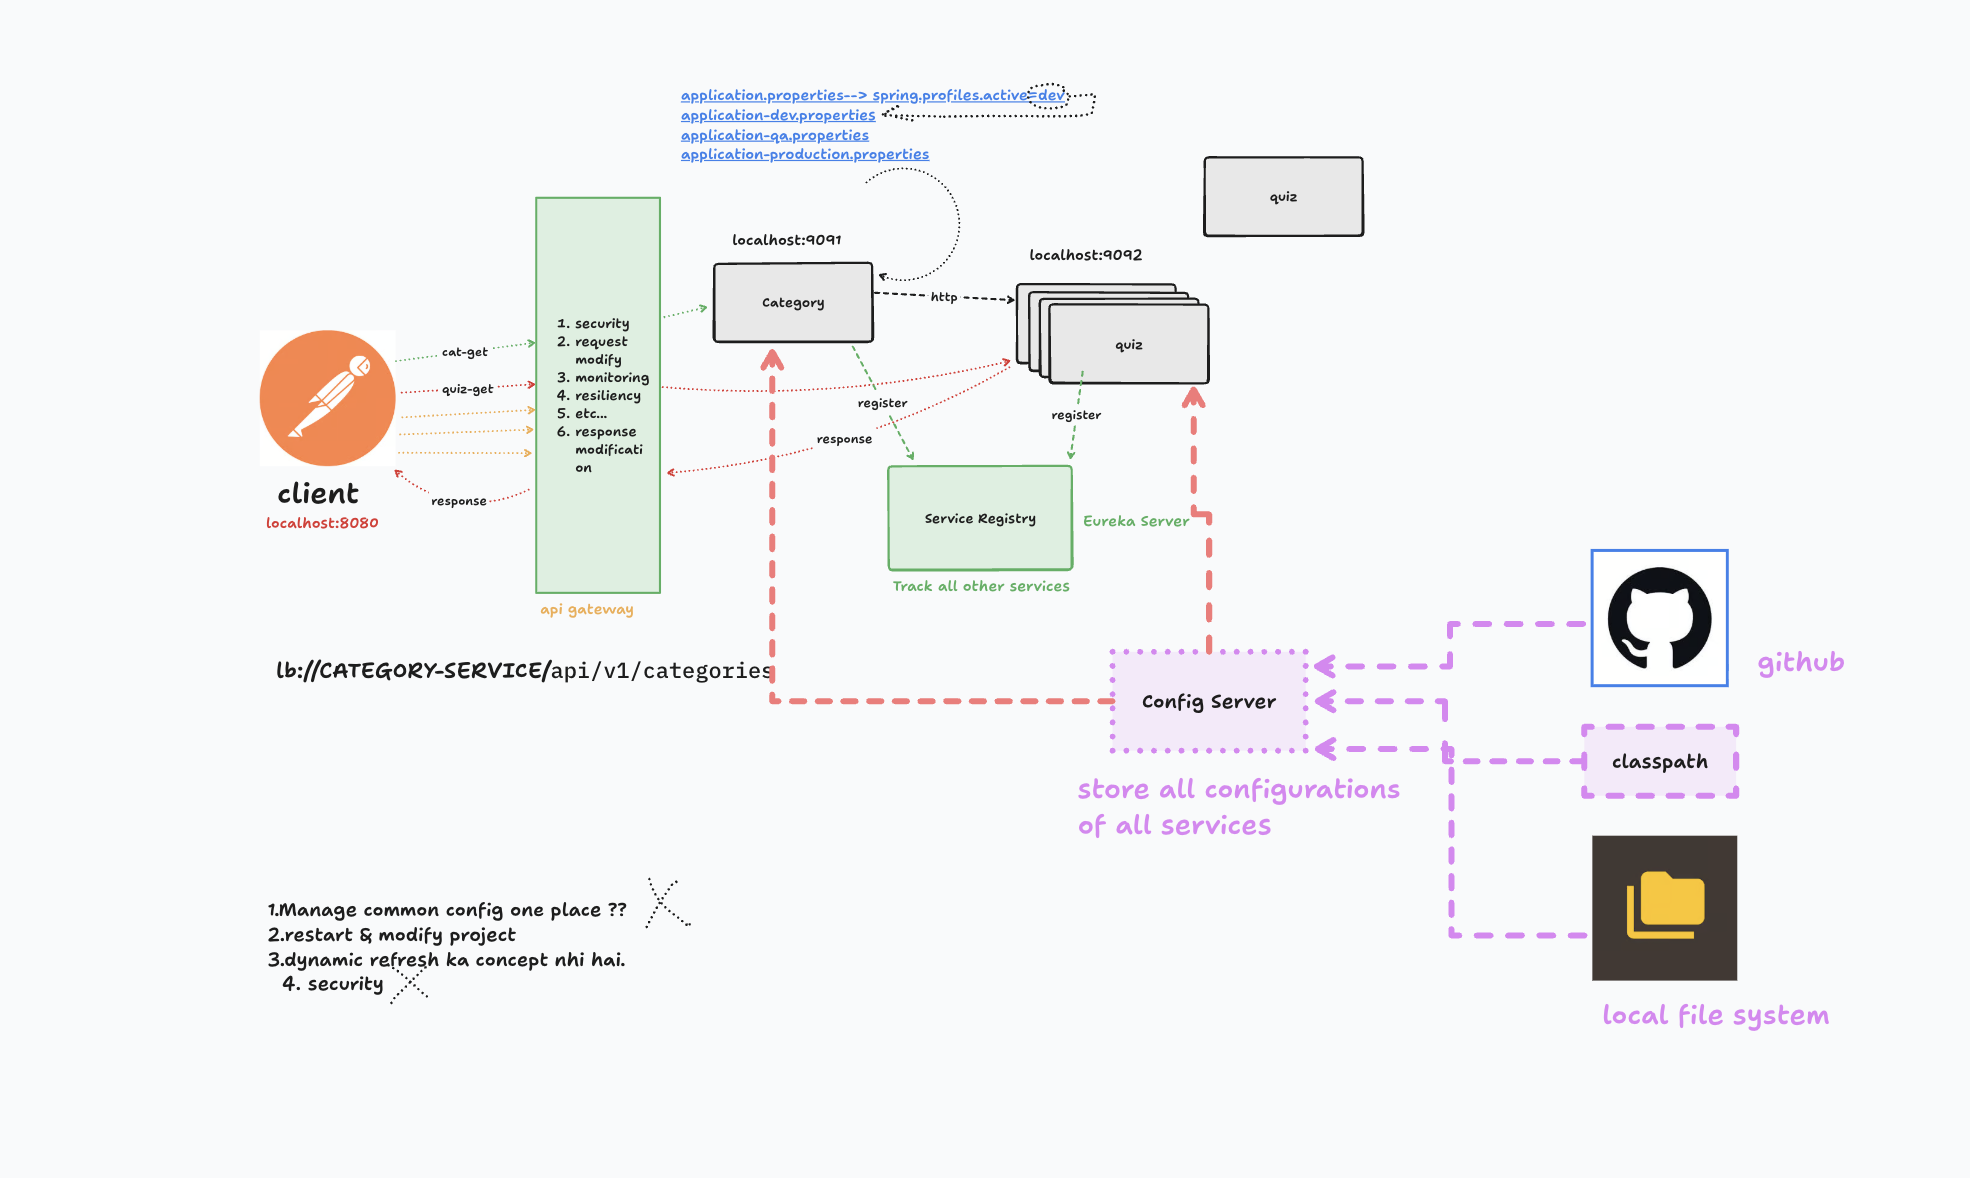 application.properties--> spring.profiles.active=dev
application-dev.properties
application-qa.properties
application-production.properties
quiz
localhost:9091
localhost:9092
Category
http
quiz
1. security
2. request
modify
3. monitoring
4. resiliency
5. etc...
6. response
modificati
on
cat-get
quiz-get
register
register
response
response
client
localhost:8080
Service Registry
Eureka Server
Track all other services
api gateway
lb://CATEGORY-SERVICE/api/v1/categories
Config Server
github
classpath
store all configurations
of all services
local file system
1.Manage common config one place ??
2.restart & modify project
3.dynamic refresh ka concept nhi hai.
4. security